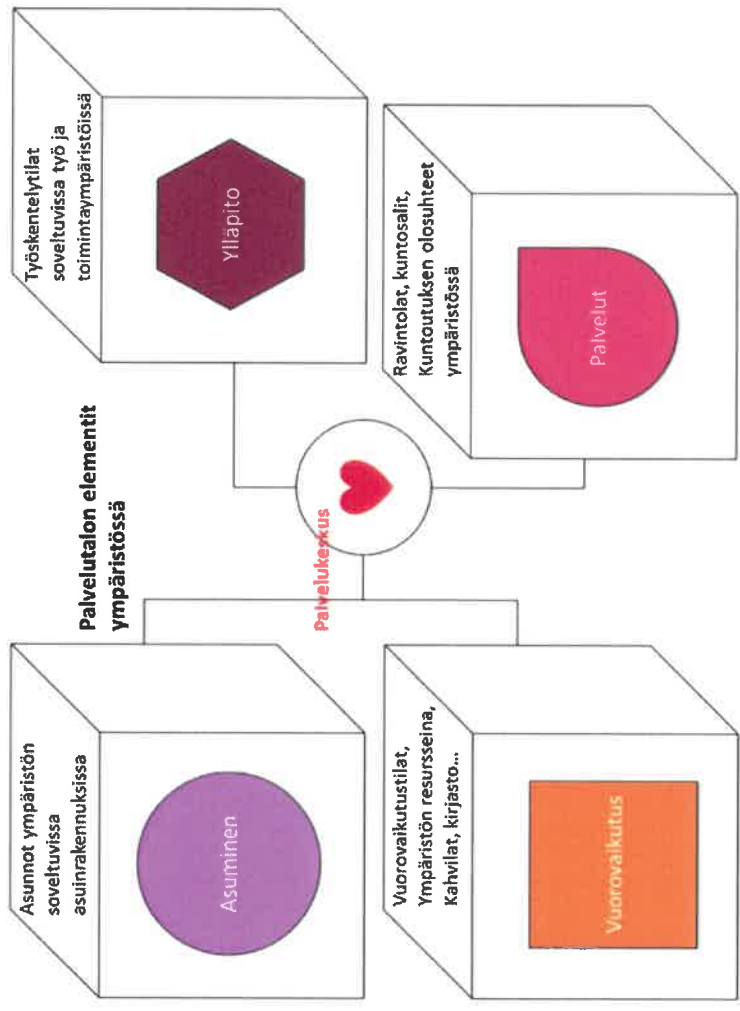 Palvelutalon elementit
ympäristössä
Asunnot ympäristön
soveltuvissa
asuinrakennuksissa
Asuminen
Työskentelytilat
soveltuvissa työ ja
toimintaympäristöissä
Ylläpito
Palvelukeskus
Vuorovaikutustilat,
Ympäristön resursseina,
Kahvilat, kirjasto...
Vuorovaikutus
Ravintolat, kuntosalit,
Kuntoutuksen olosuhteet
ympäristössä
Palvelut